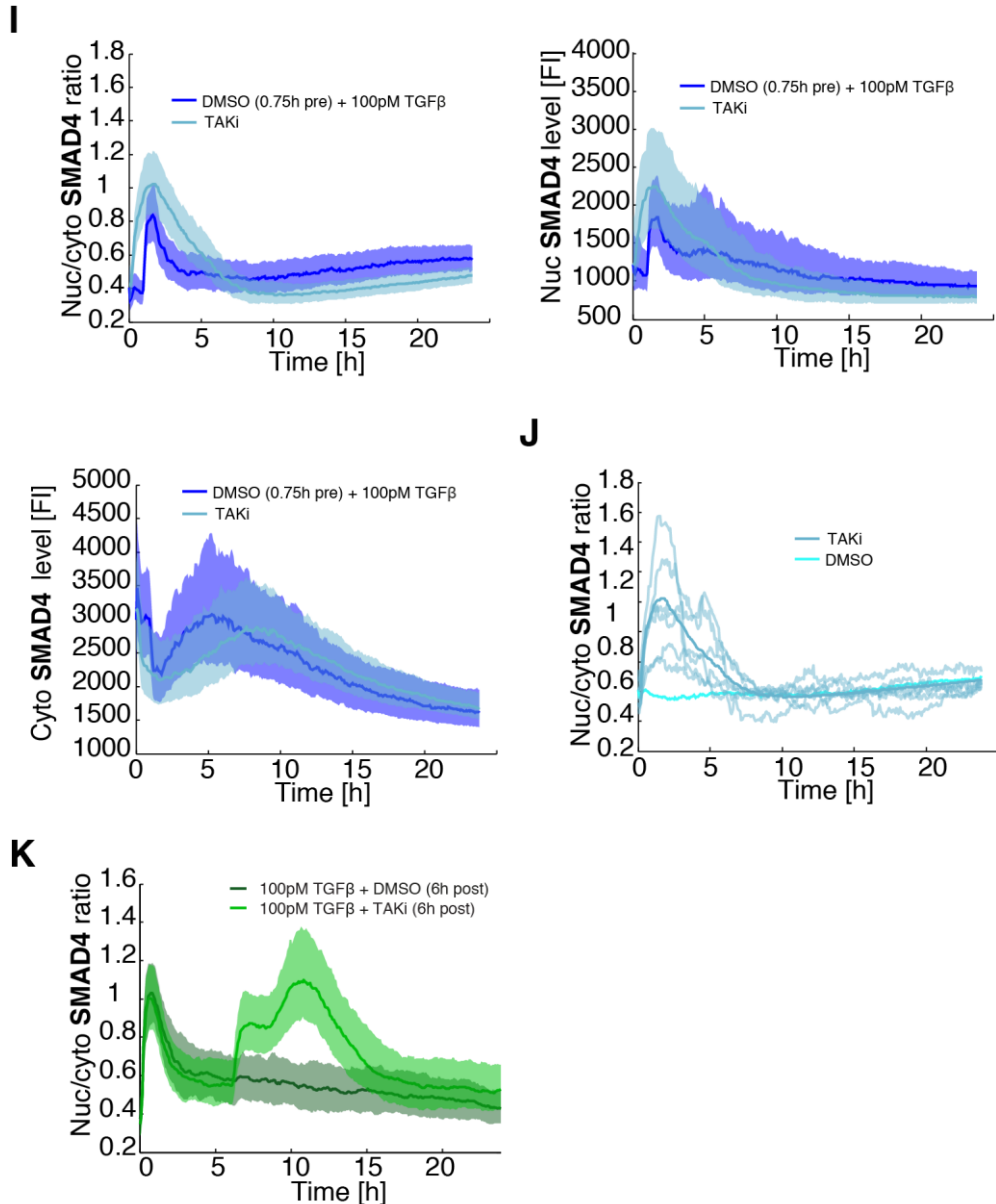 I
Nuc/cyto SMAD4 ratio
1.8
1.6
1.4
1.2
1
0.8
0.6
0.4
0.2
DMSO (0.75h pre) + 100pM TGFβ
TAKi
0 5 10 15 20
Time [h]
Nuc SMAD4 level [FI]
4000
3500
3000
2500
2000
1500
1000
500
DMSO (0.75h pre) + 100pM TGFβ
TAKi
0 5 10 15 20
Time [h]
Cyto SMAD4 level [FI]
5000
4500
4000
3500
3000
2500
2000
1500
1000
DMSO (0.75h pre) + 100pM TGFβ
TAKi
0 5 10 15 20
Time [h]
J
Nuc/cyto SMAD4 ratio
1.8
1.6
1.4
1.2
1
0.8
0.6
0.4
0.2
TAKi
DMSO
0 5 10 15 20
Time [h]
K
Nuc/cyto SMAD4 ratio
1.6
1.4
1.2
1
0.8
0.6
0.4
0.2
100pM TGFβ + DMSO (6h post)
100pM TGFβ + TAKi (6h post)
0 5 10 15 20
Time [h]